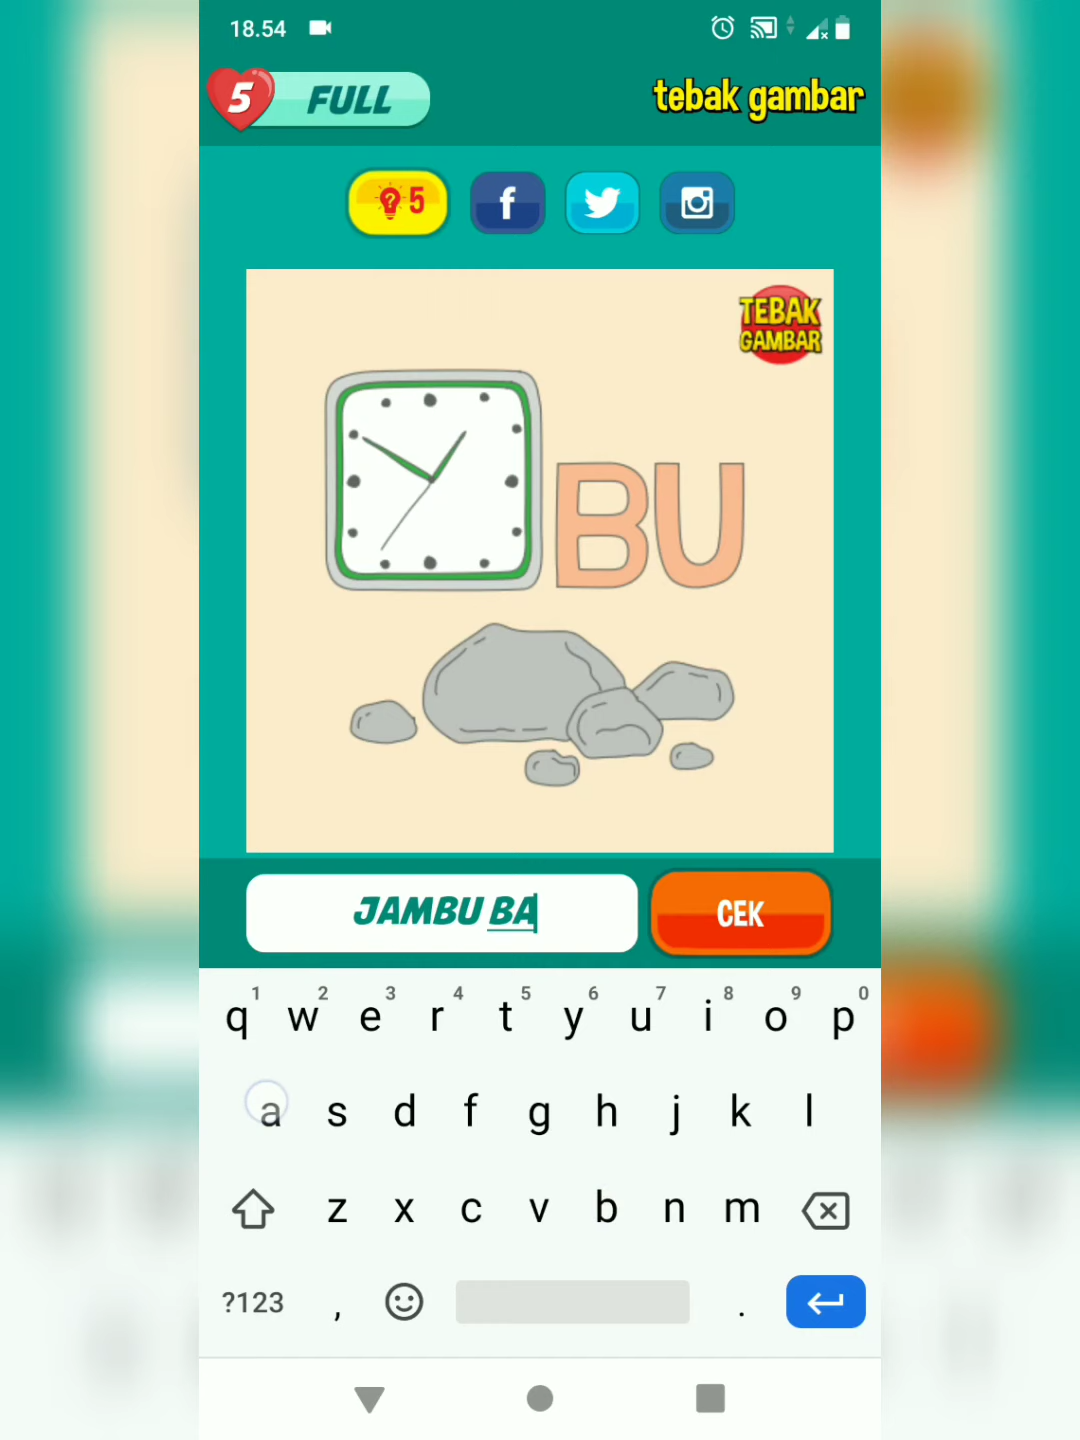 18.54
5 FULL
tebak gambar
? 5 f
TEBAK
GAMBAR
BU
JAMBU BA
CEK
1 2 3 4 5 6 7 8 9 0
q w e r t y u i o p
a s d f g h j k l
z x c v b n m
?123 , .